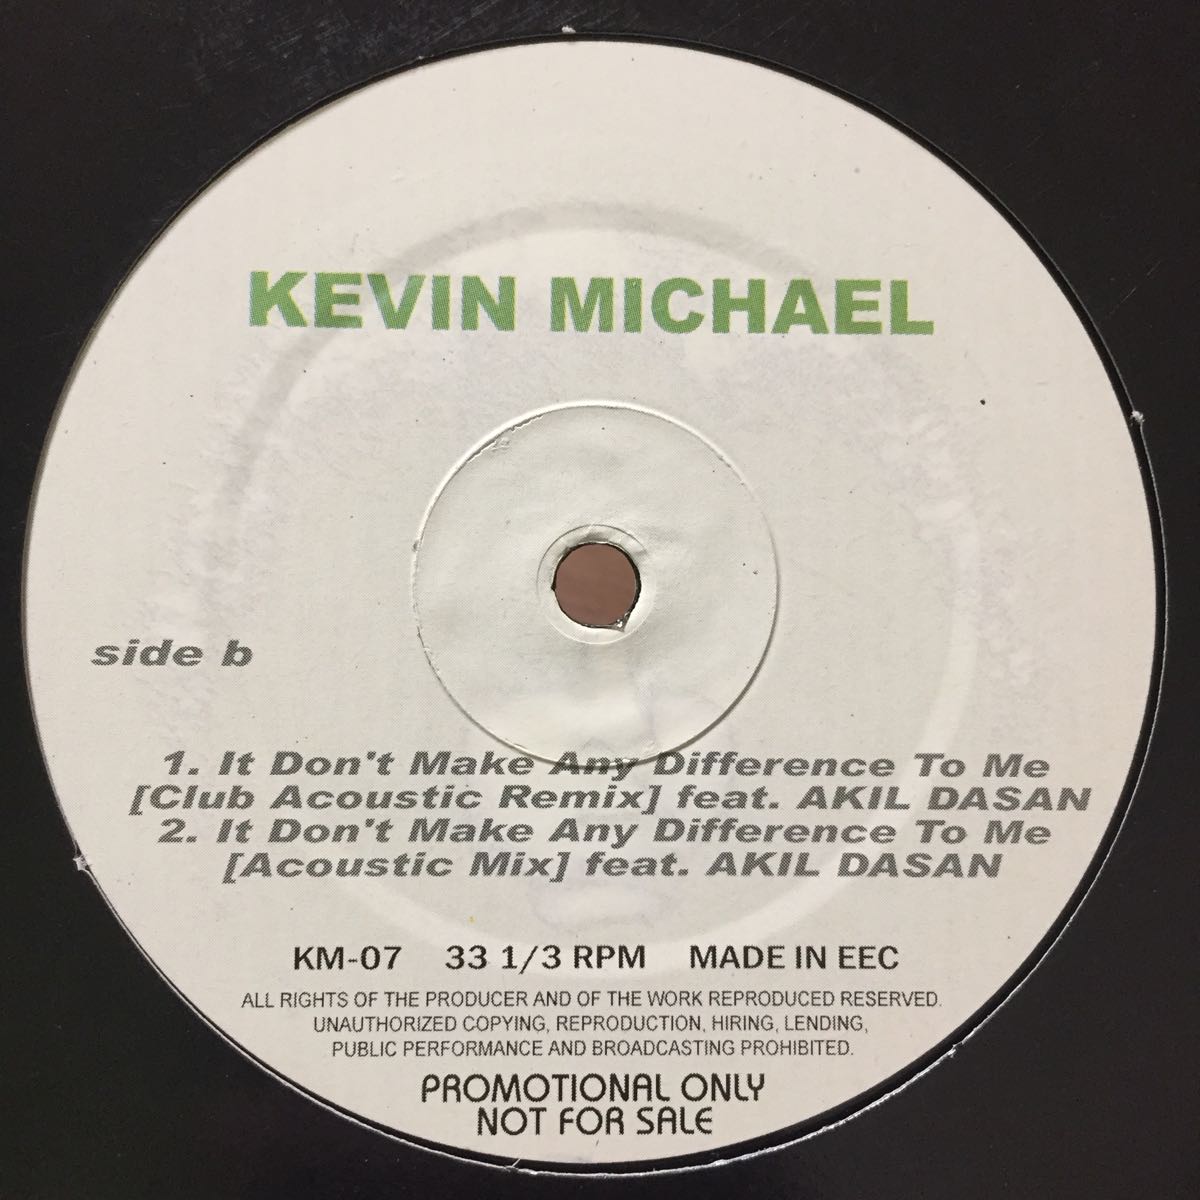 KEVIN MICHAEL
side b
1. It Don't Make Any Difference To Me
[Club Acoustic Remix] feat. AKIL DASAN
2. It Don't Make Any Difference To Me
[Acoustic Mix] feat. AKIL DASAN
KM-07 33 1/3 RPM MADE IN EEC
ALL RIGHTS OF THE PRODUCER AND OF THE WORK REPRODUCED RESERVED.
UNAUTHORIZED COPYING, REPRODUCTION, HIRING, LENDING,
PUBLIC PERFORMANCE AND BROADCASTING PROHIBITED.
PROMOTIONAL ONLY
NOT FOR SALE